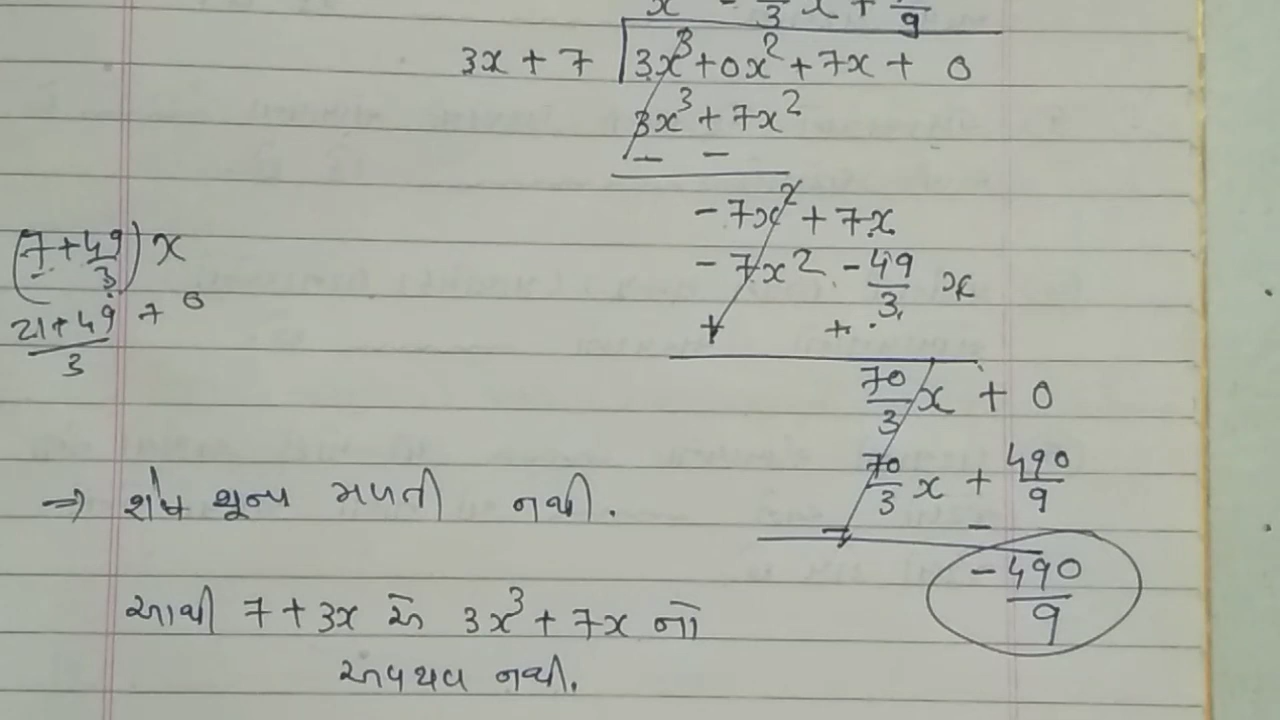 3x + 7 3x³ + 0x² + 7x + 0
3x³ + 7x²
− −
- 7x² + 7x
- 7x² - 49/3 x
+ +
70/3 x + 0
70/3 x + 490/9
− −
- 490/9
(7 + 49/3) x
21 + 49 / 3 + 0
⇒ શેષ શૂન્ય મળતી નથી.
આથી 7 + 3x એ 3x³ + 7x નો
અવયવ નથી.